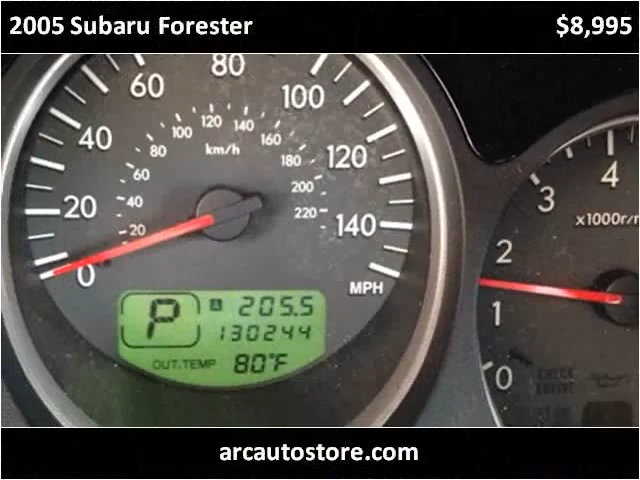 2005 Subaru Forester $8,995
0 20 40 60 80 100 120 140
20 40 60 80 100 120 140 160 180 200 220
km/h
MPH
P A 205.5
130244
OUT.TEMP 80°F
0 1 2 3 4
x1000r/
CHECK
ENGINE
arcautostore.com